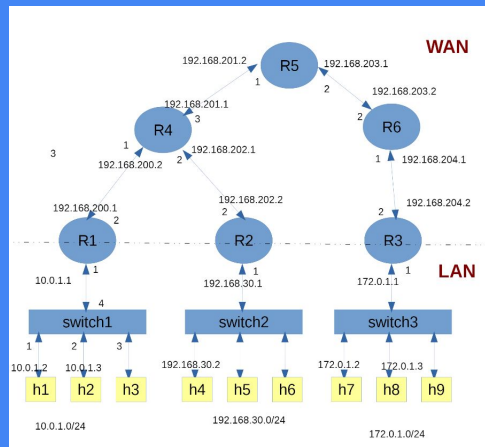 WAN
192.168.201.2
R5
192.168.203.1
1
2
192.168.203.2
192.168.201.1
3
2
R4
R6
1
2
192.168.202.1
1
192.168.204.1
3
192.168.200.2
192.168.202.2
192.168.204.2
192.168.200.1
2
2
2
R1
R2
R3
1
1
1
LAN
10.0.1.1
192.168.30.1
172.0.1.1
4
switch1
switch2
switch3
1
2
3
10.0.1.2
10.0.1.3
192.168.30.2
172.0.1.2
172.0.1.3
h1
h2
h3
h4
h5
h6
h7
h8
h9
10.0.1.0/24
192.168.30.0/24
172.0.1.0/24